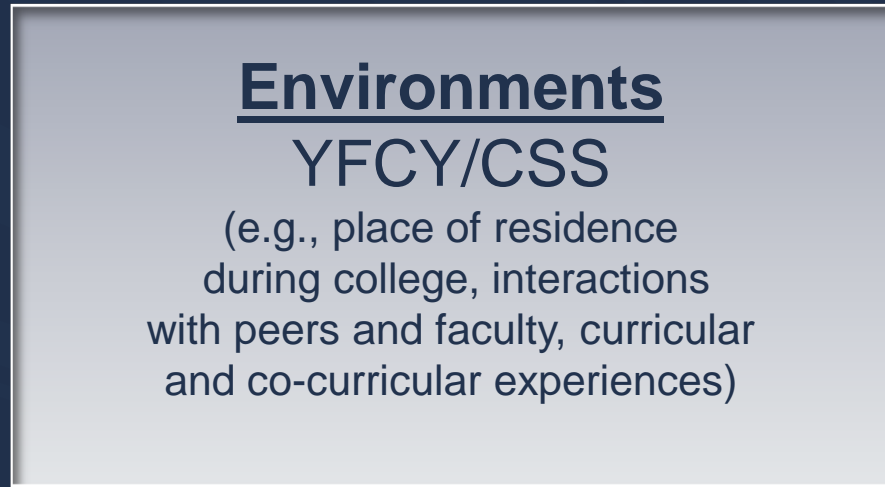 Environments
YFCY/CSS
(e.g., place of residence
during college, interactions
with peers and faculty, curricular
and co-curricular experiences)